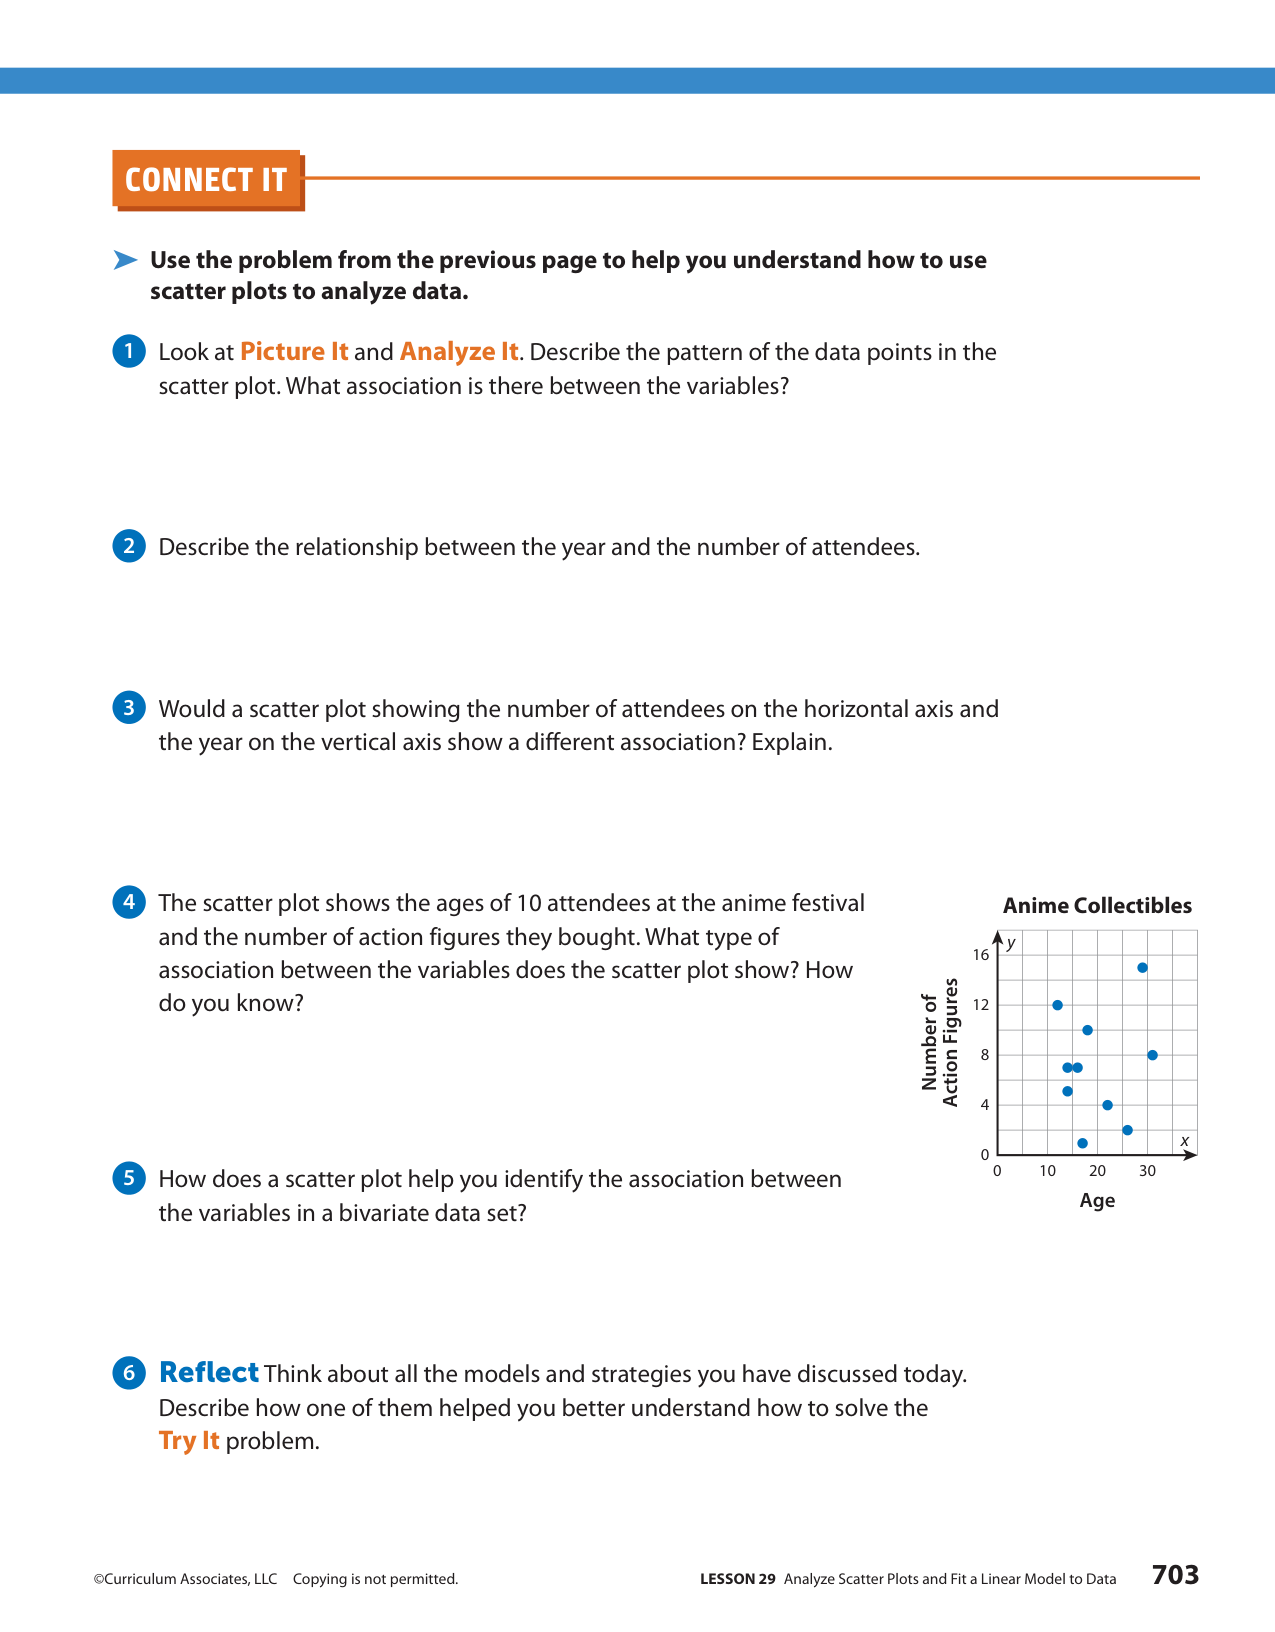 CONNECT IT
Use the problem from the previous page to help you understand how to use
scatter plots to analyze data.
1 Look at Picture It and Analyze It. Describe the pattern of the data points in the
scatter plot. What association is there between the variables?
2 Describe the relationship between the year and the number of attendees.
3 Would a scatter plot showing the number of attendees on the horizontal axis and
the year on the vertical axis show a different association? Explain.
4 The scatter plot shows the ages of 10 attendees at the anime festival
and the number of action figures they bought. What type of
association between the variables does the scatter plot show? How
do you know?
Anime Collectibles
y
16
12
8
4
0
Number of
Action Figures
x
0 10 20 30
Age
5 How does a scatter plot help you identify the association between
the variables in a bivariate data set?
6 Reflect Think about all the models and strategies you have discussed today.
Describe how one of them helped you better understand how to solve the
Try It problem.
©Curriculum Associates, LLC Copying is not permitted.
LESSON 29 Analyze Scatter Plots and Fit a Linear Model to Data 703